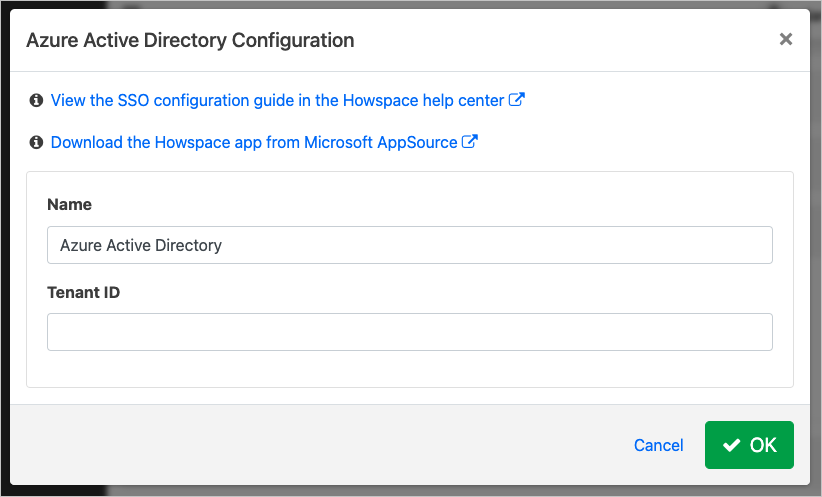 Azure Active Directory Configuration
View the SSO configuration guide in the Howspace help center
Download the Howspace app from Microsoft AppSource
Name
Azure Active Directory
Tenant ID
Cancel
OK